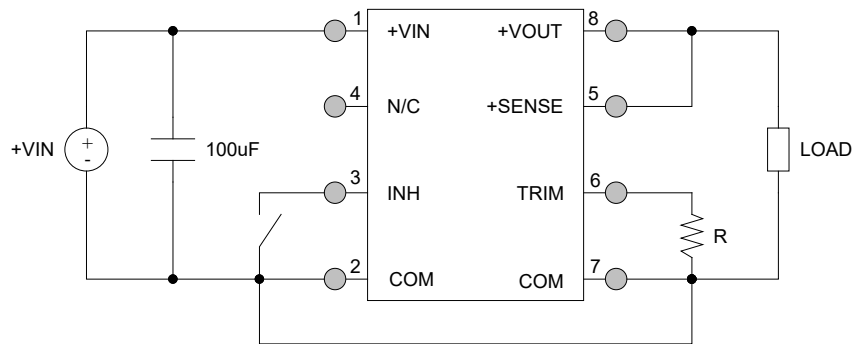 1 +VIN +VOUT 8
4 N/C +SENSE 5
+VIN + - 100uF LOAD
3 INH TRIM 6
R
2 COM COM 7